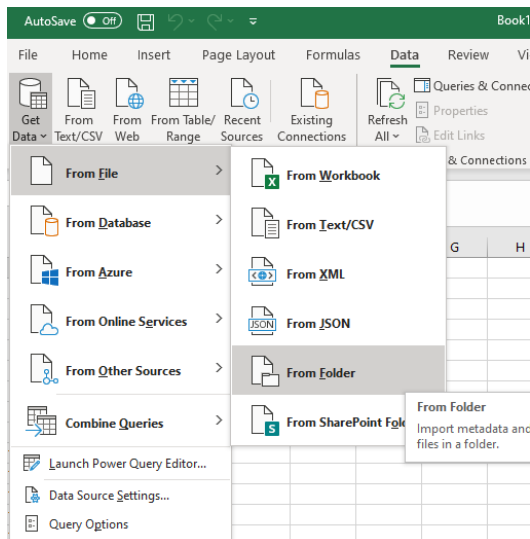 AutoSave Off Book1
File Home Insert Page Layout Formulas Data Review Vi
Get Data From Text/CSV From Web From Table/ Range Recent Sources Existing Connections Refresh All
Queries & Connec
Properties
Edit Links
& Connections
From File
From Database
From Azure
From Online Services
From Other Sources
Combine Queries
Launch Power Query Editor...
Data Source Settings...
Query Options
From Workbook
From Text/CSV
From XML
JSON From JSON
From Folder
From SharePoint Fol
G H
From Folder
Import metadata and
files in a folder.